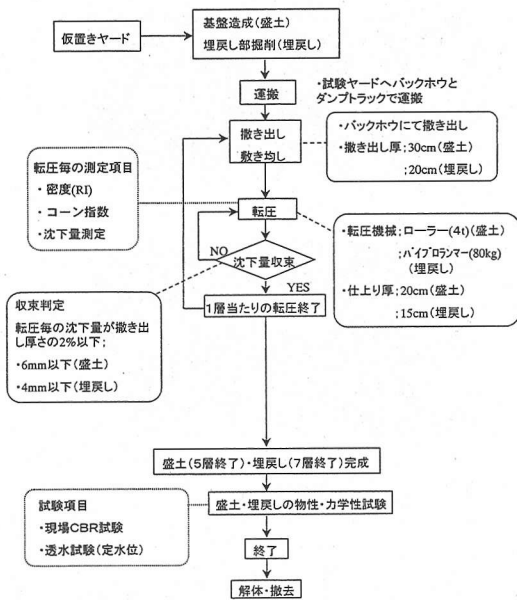 仮置きヤード
基盤造成(盛土)
埋戻し部掘削(埋戻し)
運搬
・試験ヤードへバックホウと
ダンプトラックで運搬
撒き出し
敷き均し
・バックホウにて撒き出し
・撒き出し厚;30cm(盛土)
;20cm(埋戻し)
転圧毎の測定項目
・密度(RI)
・コーン指数
・沈下量測定
転圧
・転圧機械;ローラー(4t)(盛土)
;バイブロランマー(80kg)
(埋戻し)
・仕上り厚;20cm(盛土)
;15cm(埋戻し)
NO
沈下量収束
YES
1層当たりの転圧終了
収束判定
転圧毎の沈下量が撒き出
し厚さの2%以下;
・6mm以下(盛土)
・4mm以下(埋戻し)
盛土(5層終了)・埋戻し(7層終了)完成
試験項目
・現場CBR試験
・透水試験(定水位)
盛土・埋戻しの物性・力学性試験
終了
解体・撤去